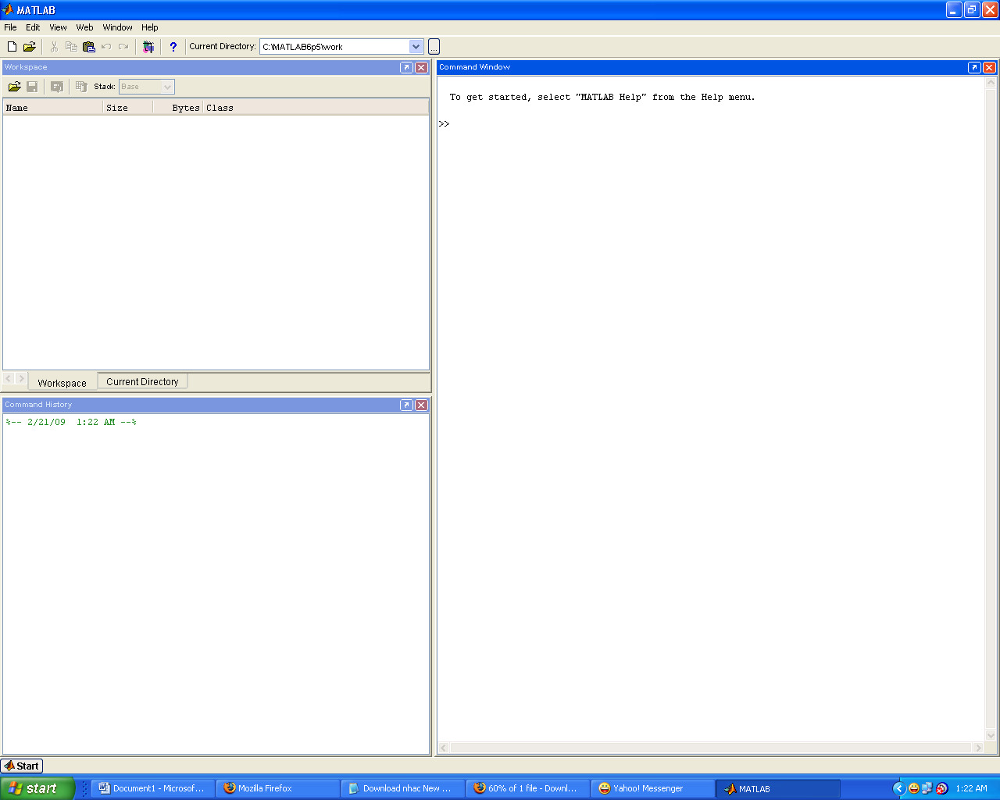 MATLAB
File Edit View Web Window Help
Current Directory: C:\MATLAB6p5\work ...
Workspace
Stack: Base
Name Size Bytes Class
Workspace Current Directory
Command History
%-- 2/21/09 1:22 AM --%
Command Window
To get started, select "MATLAB Help" from the Help menu.
>>
Start
start Document1 - Microsof... Mozilla Firefox Download nhac New ... 60% of 1 file - Downl... Yahoo! Messenger MATLAB 1:22 AM